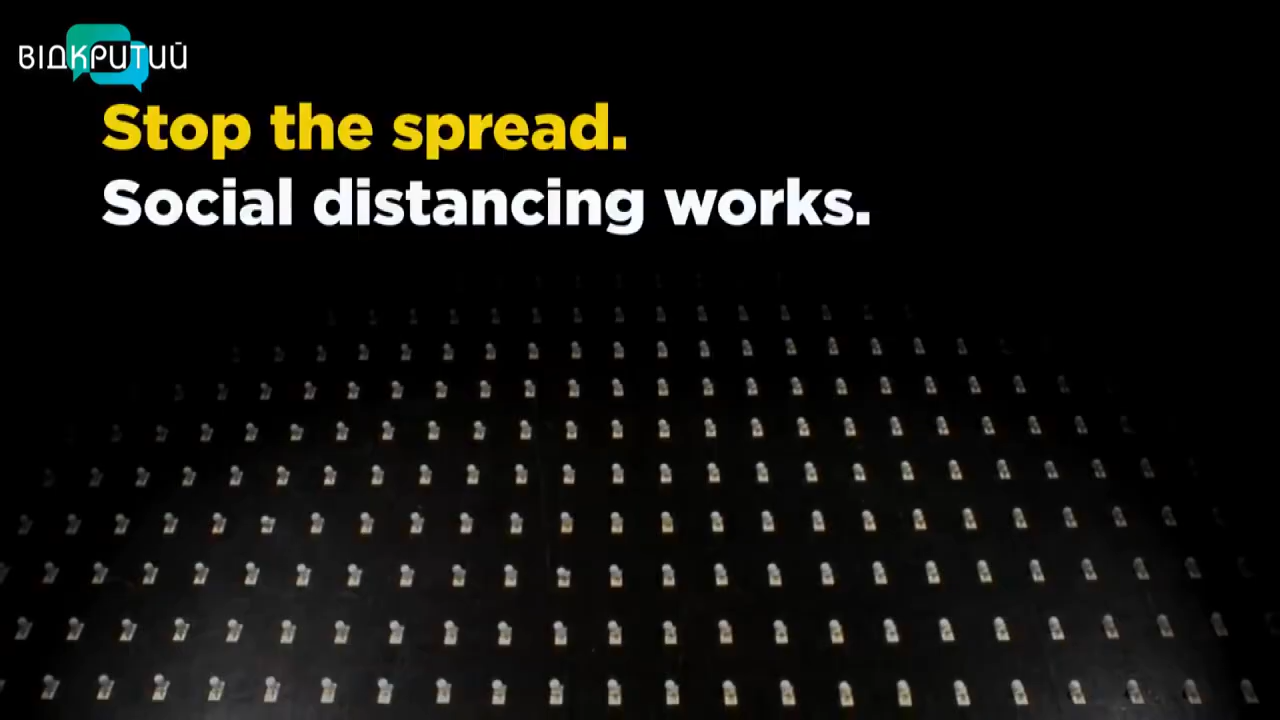 ВІДКРИТИЙ
Stop the spread.
Social distancing works.